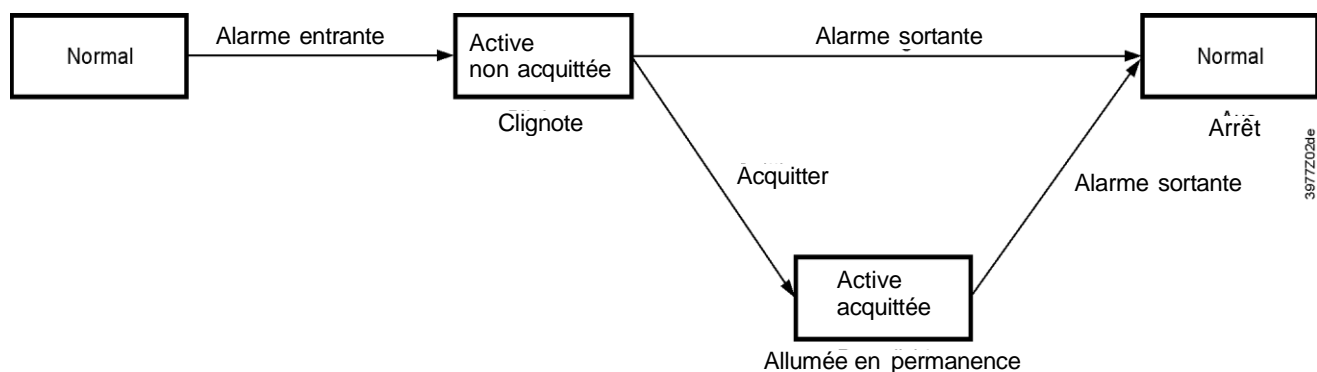 Normal
Alarme entrante
Active
non acquittée
Clignote
Alarme sortante
Normal
Arrêt
Acquitter
Alarme sortante
Active
acquittée
Allumée en permanence
3977Z02de